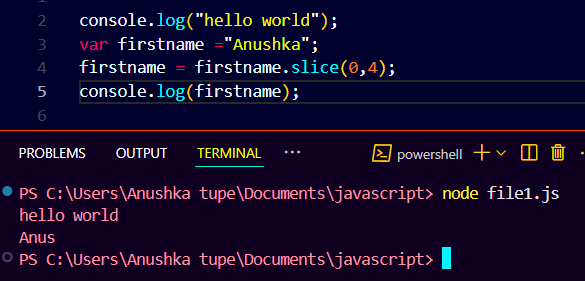 2 console.log("hello world");
3 var firstname ="Anushka";
4 firstname = firstname.slice(0,4);
5 console.log(firstname);
6
PROBLEMS OUTPUT TERMINAL ··· powershell
PS C:\Users\Anushka tupe\Documents\javascript> node file1.js
hello world
Anus
PS C:\Users\Anushka tupe\Documents\javascript>